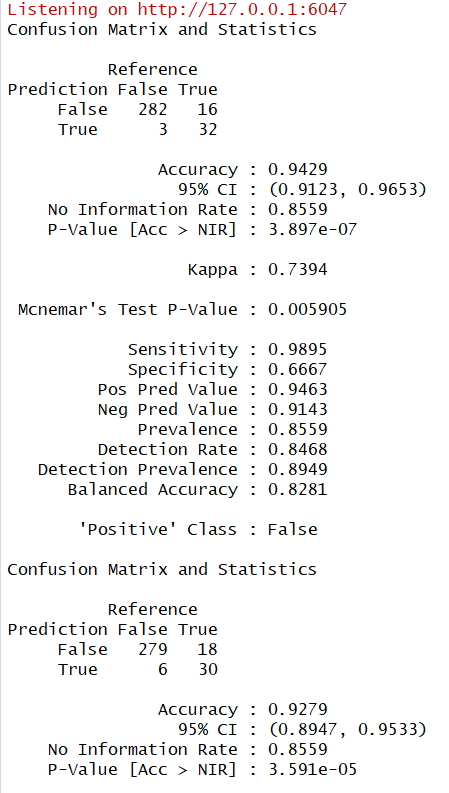 Listening on http://127.0.0.1:6047
Confusion Matrix and Statistics
Reference
Prediction False True
False 282 16
True 3 32
Accuracy : 0.9429
95% CI : (0.9123, 0.9653)
No Information Rate : 0.8559
P-Value [Acc > NIR] : 3.897e-07
Kappa : 0.7394
Mcnemar's Test P-Value : 0.005905
Sensitivity : 0.9895
Specificity : 0.6667
Pos Pred Value : 0.9463
Neg Pred Value : 0.9143
Prevalence : 0.8559
Detection Rate : 0.8468
Detection Prevalence : 0.8949
Balanced Accuracy : 0.8281
'Positive' Class : False
Confusion Matrix and Statistics
Reference
Prediction False True
False 279 18
True 6 30
Accuracy : 0.9279
95% CI : (0.8947, 0.9533)
No Information Rate : 0.8559
P-Value [Acc > NIR] : 3.591e-05